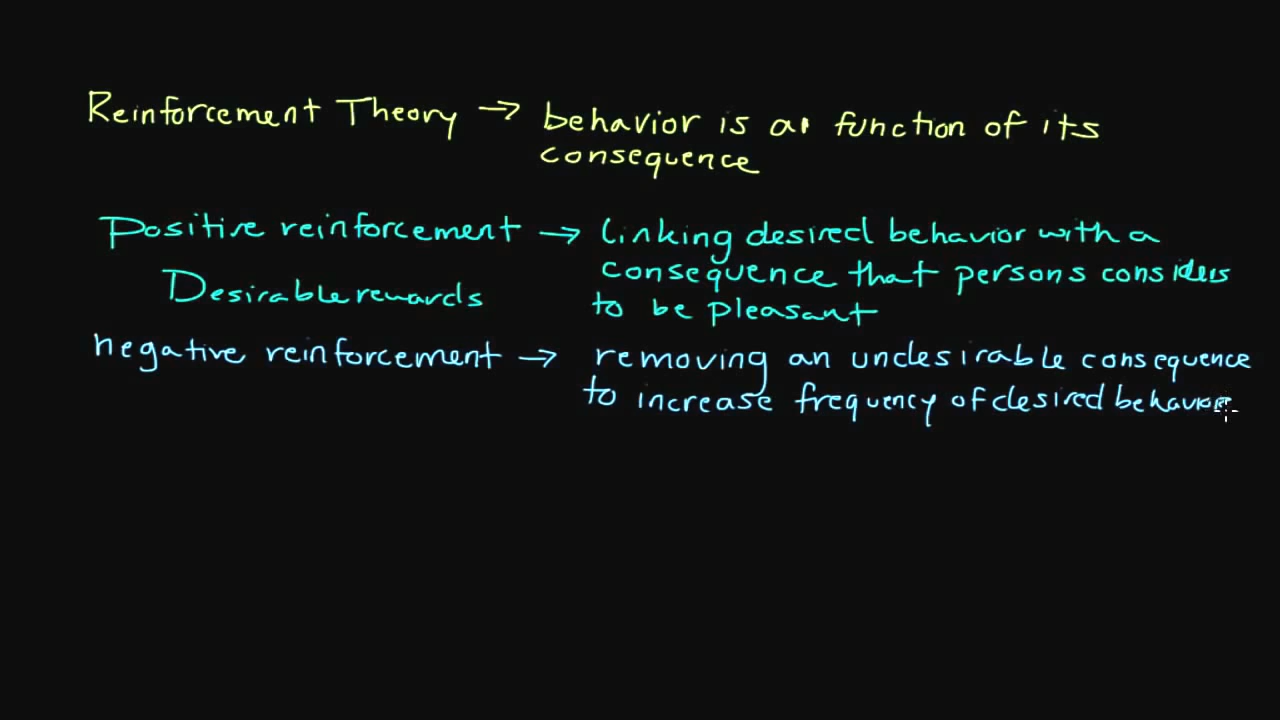 Reinforcement Theory → behavior is a function of its
consequence
Positive reinforcement → linking desired behavior with a
consequence that persons considers
to be pleasant
Desirable rewards
negative reinforcement → removing an undesirable consequence
to increase frequency of desired behavior